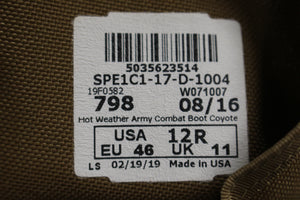 5035623514
SPE1C1-17-D-1004
19F0582 W071007
798 08/16
Hot Weather Army Combat Boot Coyote
USA 12R
EU 46 UK 11
LS 02/19/19 Made in USA